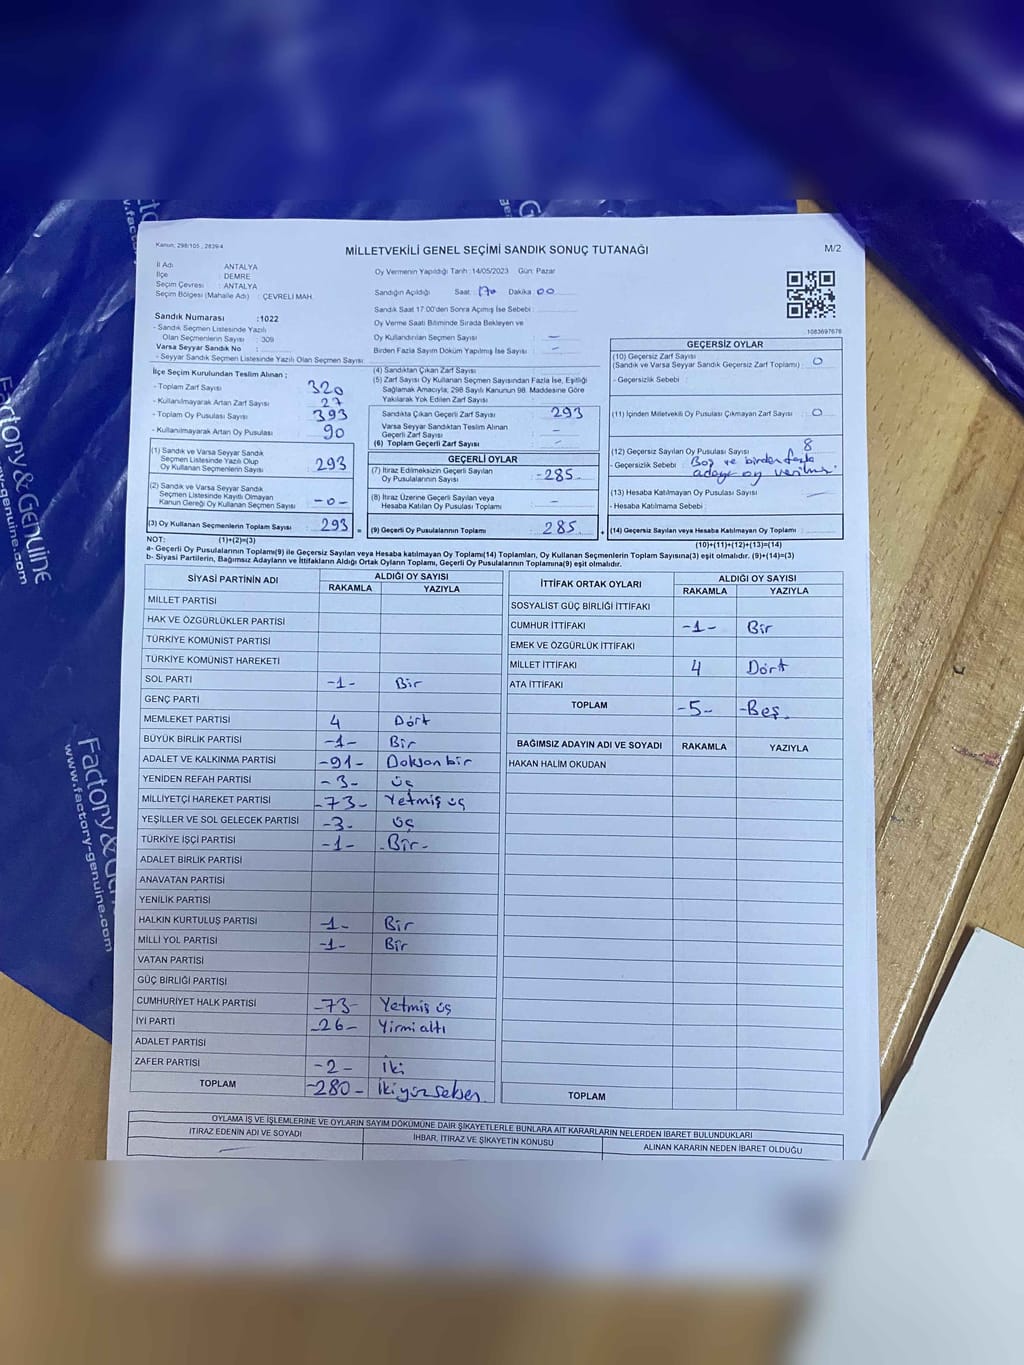 Kanun; 298/105 , 2839/4
MİLLETVEKİLİ GENEL SEÇİMİ SANDIK SONUÇ TUTANAĞI
M/2
İl Adı : ANTALYA
İlçe : DEMRE
Seçim Çevresi : ANTALYA
Seçim Bölgesi (Mahalle Adı) : ÇEVRELİ MAH.
Oy Vermenin Yapıldığı Tarih :14/05/2023 Gün: Pazar
Sandığın Açıldığı Saat: Dakika: 00
Sandık Saat 17.00'den Sonra Açımış İse Sebebi :
Oy Verme Saati Bitiminde Sırada Bekleyen ve
Oy Kullandırılan Seçmen Sayısı : –
Birden Fazla Sayım Döküm Yapılmış İse Sayısı : –
1083697676
Sandık Numarası :1022
- Sandık Seçmen Listesinde Yazılı
Olan Seçmenlerin Sayısı : 309
Varsa Seyyar Sandık No :
- Seyyar Sandık Seçmen Listesinde Yazılı Olan Seçmen Sayısı:
İlçe Seçim Kurulundan Teslim Alınan ;
- Toplam Zarf Sayısı : 320
- Kullanılmayarak Artan Zarf Sayısı : 27
- Toplam Oy Pusulası Sayısı : 393
- Kullanılmayarak Artan Oy Pusulası : 90
(1) Sandık ve Varsa Seyyar Sandık
Seçmen Listesinde Yazılı Olup
Oy Kullanan Seçmenlerin Sayısı : 293
(2) Sandık ve Varsa Seyyar Sandık
Seçmen Listesinde Kayıtlı Olmayan
Kanun Gereği Oy Kullanan Seçmen Sayısı : -0-
(3) Oy Kullanan Seçmenlerin Toplam Sayısı : 293 =
(4) Sandıktan Çıkan Zarf Sayısı :
(5) Zarf Sayısı Oy Kullanan Seçmen Sayısından Fazla İse, Eşitliği
Sağlamak Amacıyla; 298 Sayılı Kanunun 98. Maddesine Göre
Yakılarak Yok Edilen Zarf Sayısı :
Sandıkta Çıkan Geçerli Zarf Sayısı : 293
Varsa Seyyar Sandıktan Teslim Alınan
Geçerli Zarf Sayısı : –
(6) Toplam Geçerli Zarf Sayısı : –
GEÇERLİ OYLAR
(7) İtiraz Edilmeksizin Geçerli Sayılan
Oy Pusulalarının Sayısı : -285-
(8) İtiraz Üzerine Geçerli Sayılan veya
Hesaba Katılan Oy Pusulası Toplamı : –
(9) Geçerli Oy Pusulalarının Toplamı : 285 +
GEÇERSİZ OYLAR
(10) Geçersiz Zarf Sayısı
(Sandık ve Varsa Seyyar Sandık Geçersiz Zarf Toplamı) : 0
- Geçersizlik Sebebi :
(11) İçinden Milletvekili Oy Pusulası Çıkmayan Zarf Sayısı : 0
(12) Geçersiz Sayılan Oy Pusulası Sayısı : 8
- Geçersizlik Sebebi : Boş ve birden fazla
adaya oy verilmiş.
(13) Hesaba Katılmayan Oy Pusulası Sayısı : –
- Hesaba Katılmama Sebebi :
(14) Geçersiz Sayılan veya Hesaba Katılmayan Oy Toplamı :
NOT: (1)+(2)=(3)
(10)+(11)+(12)+(13)=(14)
a- Geçerli Oy Pusulalarının Toplamı(9) ile Geçersiz Sayılan veya Hesaba katılmayan Oy Toplamı(14) Toplamları, Oy Kullanan Seçmenlerin Toplam Sayısına(3) eşit olmalıdır. (9)+(14)=(3)
b- Siyasi Partilerin, Bağımsız Adayların ve İttifakların Aldığı Ortak Oyların Toplamı, Geçerli Oy Pusulalarının Toplamına(9) eşit olmalıdır.
SİYASİ PARTİNİN ADI ALDIĞI OY SAYISI
RAKAMLA YAZIYLA
MİLLET PARTİSİ
HAK VE ÖZGÜRLÜKLER PARTİSİ
TÜRKİYE KOMÜNİST PARTİSİ
TÜRKİYE KOMÜNİST HAREKETİ
SOL PARTİ -1- Bir
GENÇ PARTİ
MEMLEKET PARTİSİ 4 Dört
BÜYÜK BİRLİK PARTİSİ -1- Bir
ADALET VE KALKINMA PARTİSİ -91- Doksan bir
YENİDEN REFAH PARTİSİ -3- üç
MİLLİYETÇİ HAREKET PARTİSİ -73- Yetmiş üç
YEŞİLLER VE SOL GELECEK PARTİSİ -3- üç
TÜRKİYE İŞÇİ PARTİSİ -1- -Bir-
ADALET BİRLİK PARTİSİ
ANAVATAN PARTİSİ
YENİLİK PARTİSİ
HALKIN KURTULUŞ PARTİSİ -1- Bir
MİLLİ YOL PARTİSİ -1- Bir
VATAN PARTİSİ
GÜÇ BİRLİĞİ PARTİSİ
CUMHURİYET HALK PARTİSİ -73- Yetmiş üç
İYİ PARTİ -26- Yirmi altı
ADALET PARTİSİ
ZAFER PARTİSİ -2- İki
TOPLAM -280- İki yüz seksen
İTTİFAK ORTAK OYLARI ALDIĞI OY SAYISI
RAKAMLA YAZIYLA
SOSYALİST GÜÇ BİRLİĞİ İTTİFAKI
CUMHUR İTTİFAKI -1- Bir
EMEK VE ÖZGÜRLÜK İTTİFAKI
MİLLET İTTİFAKI 4 Dört
ATA İTTİFAKI
TOPLAM -5- -Beş-
BAĞIMSIZ ADAYIN ADI VE SOYADI RAKAMLA YAZIYLA
HAKAN HALİM OKUDAN
TOPLAM
OYLAMA İŞ VE İŞLEMLERİNE VE OYLARIN SAYIM DÖKÜMÜNE DAİR ŞİKAYETLERLE BUNLARA AİT KARARLARIN NELERDEN İBARET BULUNDUKLARI
İTİRAZ EDENİN ADI VE SOYADI İHBAR, İTİRAZ VE ŞİKAYETİN KONUSU ALINAN KARARIN NEDEN İBARET OLDUĞU
Factory & Genuine
www.factory-genuine.com
Factory &
www.factory-genuine.com